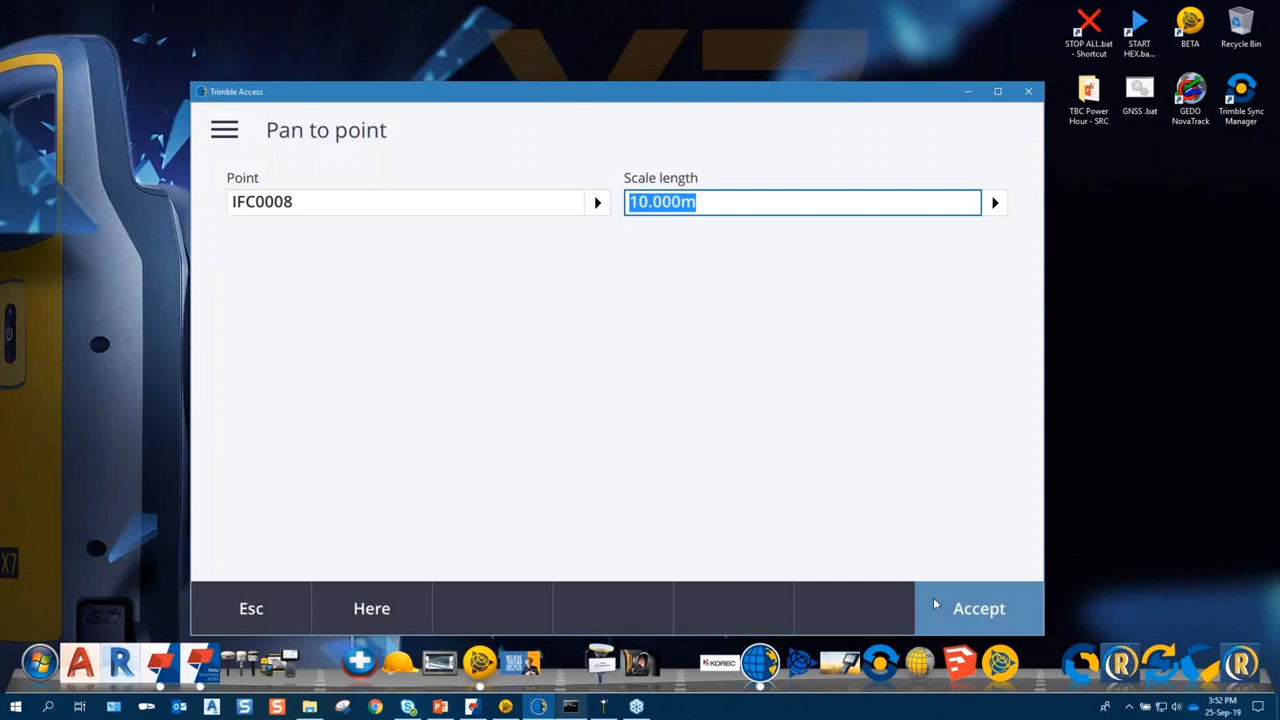 STOP ALL.bat
- Shortcut
START
HEX.ba...
BETA
Recycle Bin
TBC Power
Hour - SRC
GNSS .bat
GEDO
NovaTrack
Trimble Sync
Manager
Trimble Access
Pan to point
Point
Scale length
IFC0008
10.000m
X7
Esc
Here
Accept
KOREC
3:52 PM
25-Sep-19